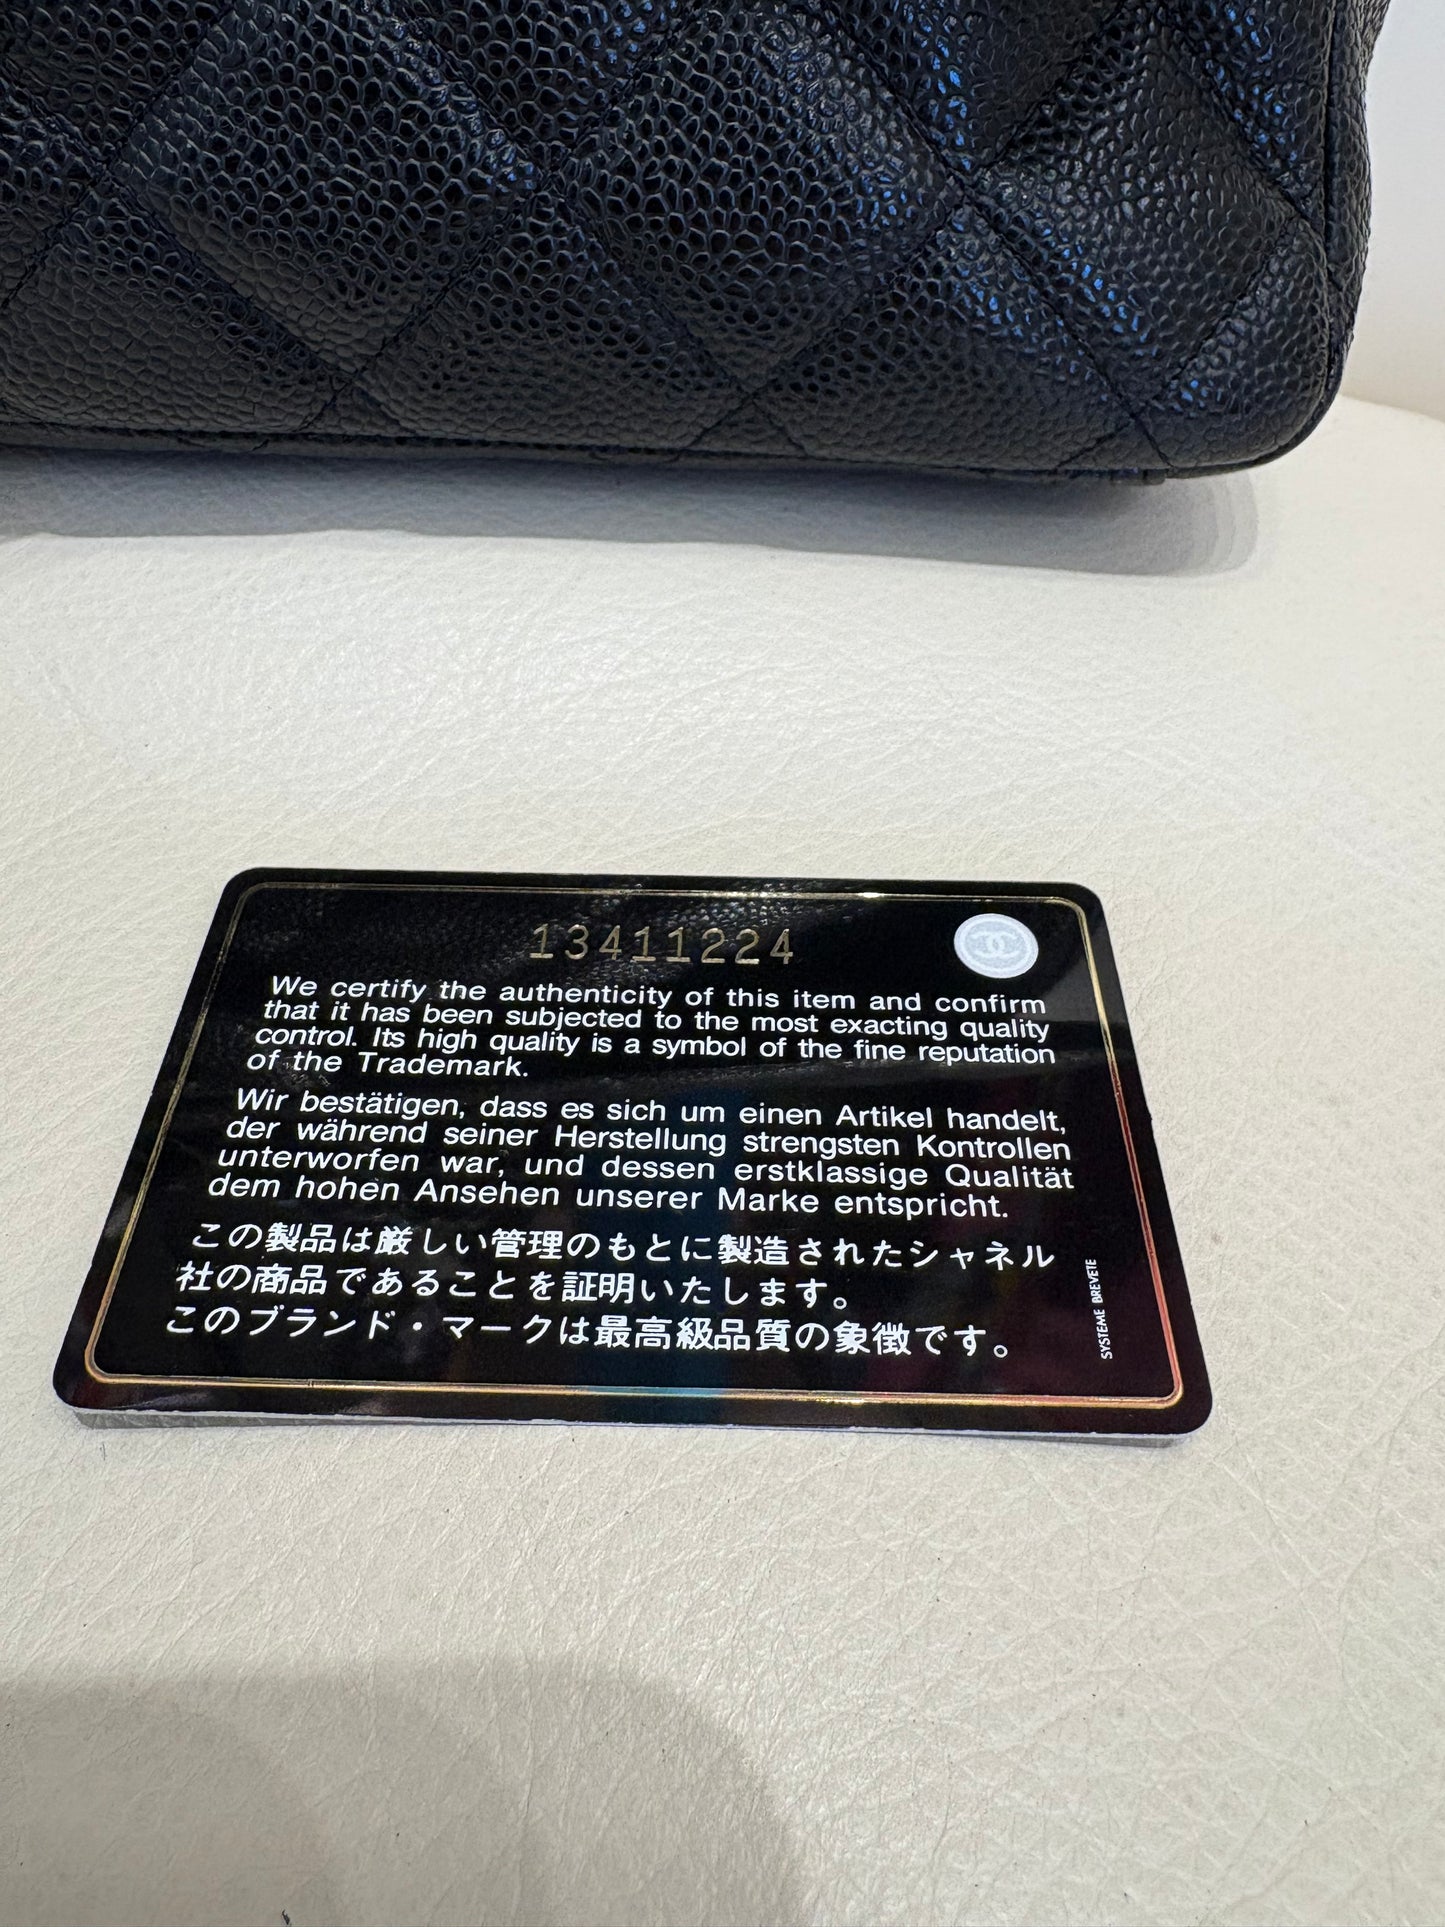 13411224
We certify the authenticity of this item and confirm
that it has been subjected to the most exacting quality
control. Its high quality is a symbol of the fine reputation
of the Trademark.
Wir bestätigen, dass es sich um einen Artikel handelt,
der während seiner Herstellung strengsten Kontrollen
unterworfen war, und dessen erstklassige Qualität
dem hohen Ansehen unserer Marke entspricht.
この製品は厳しい管理のもとに製造されたシャネル
社の商品であることを証明いたします。
このブランド・マークは最高級品質の象徴です。
SYSTEME BREVETE